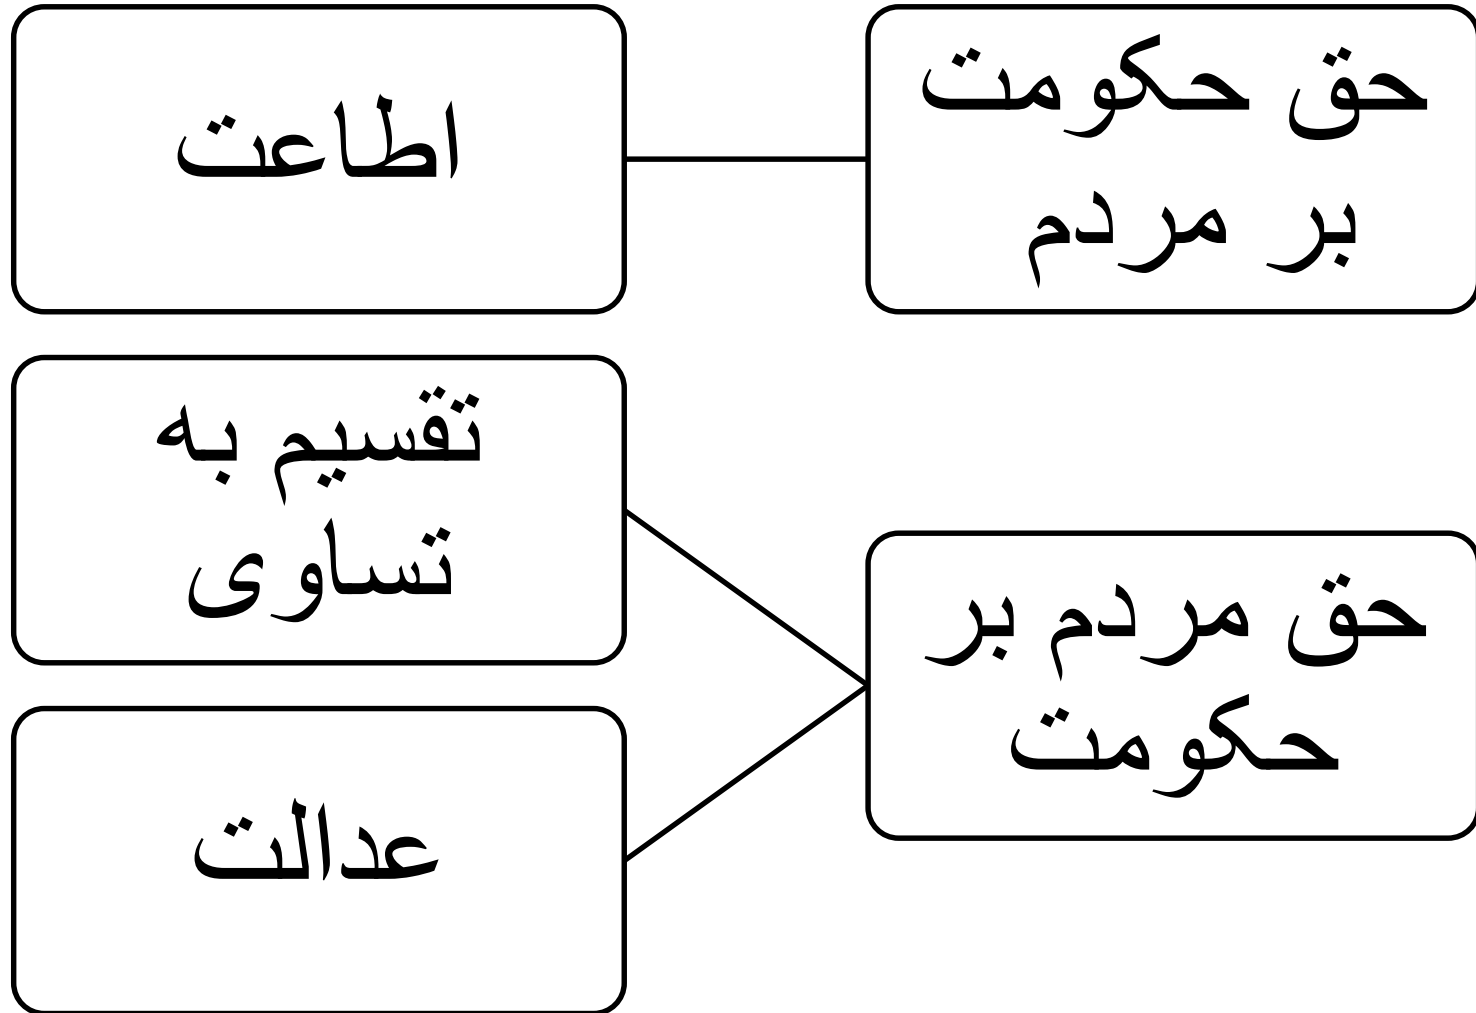 حق حکومت
بر مردم
اطاعت
حق مردم بر
حکومت
تقسیم به
تساوی
عدالت